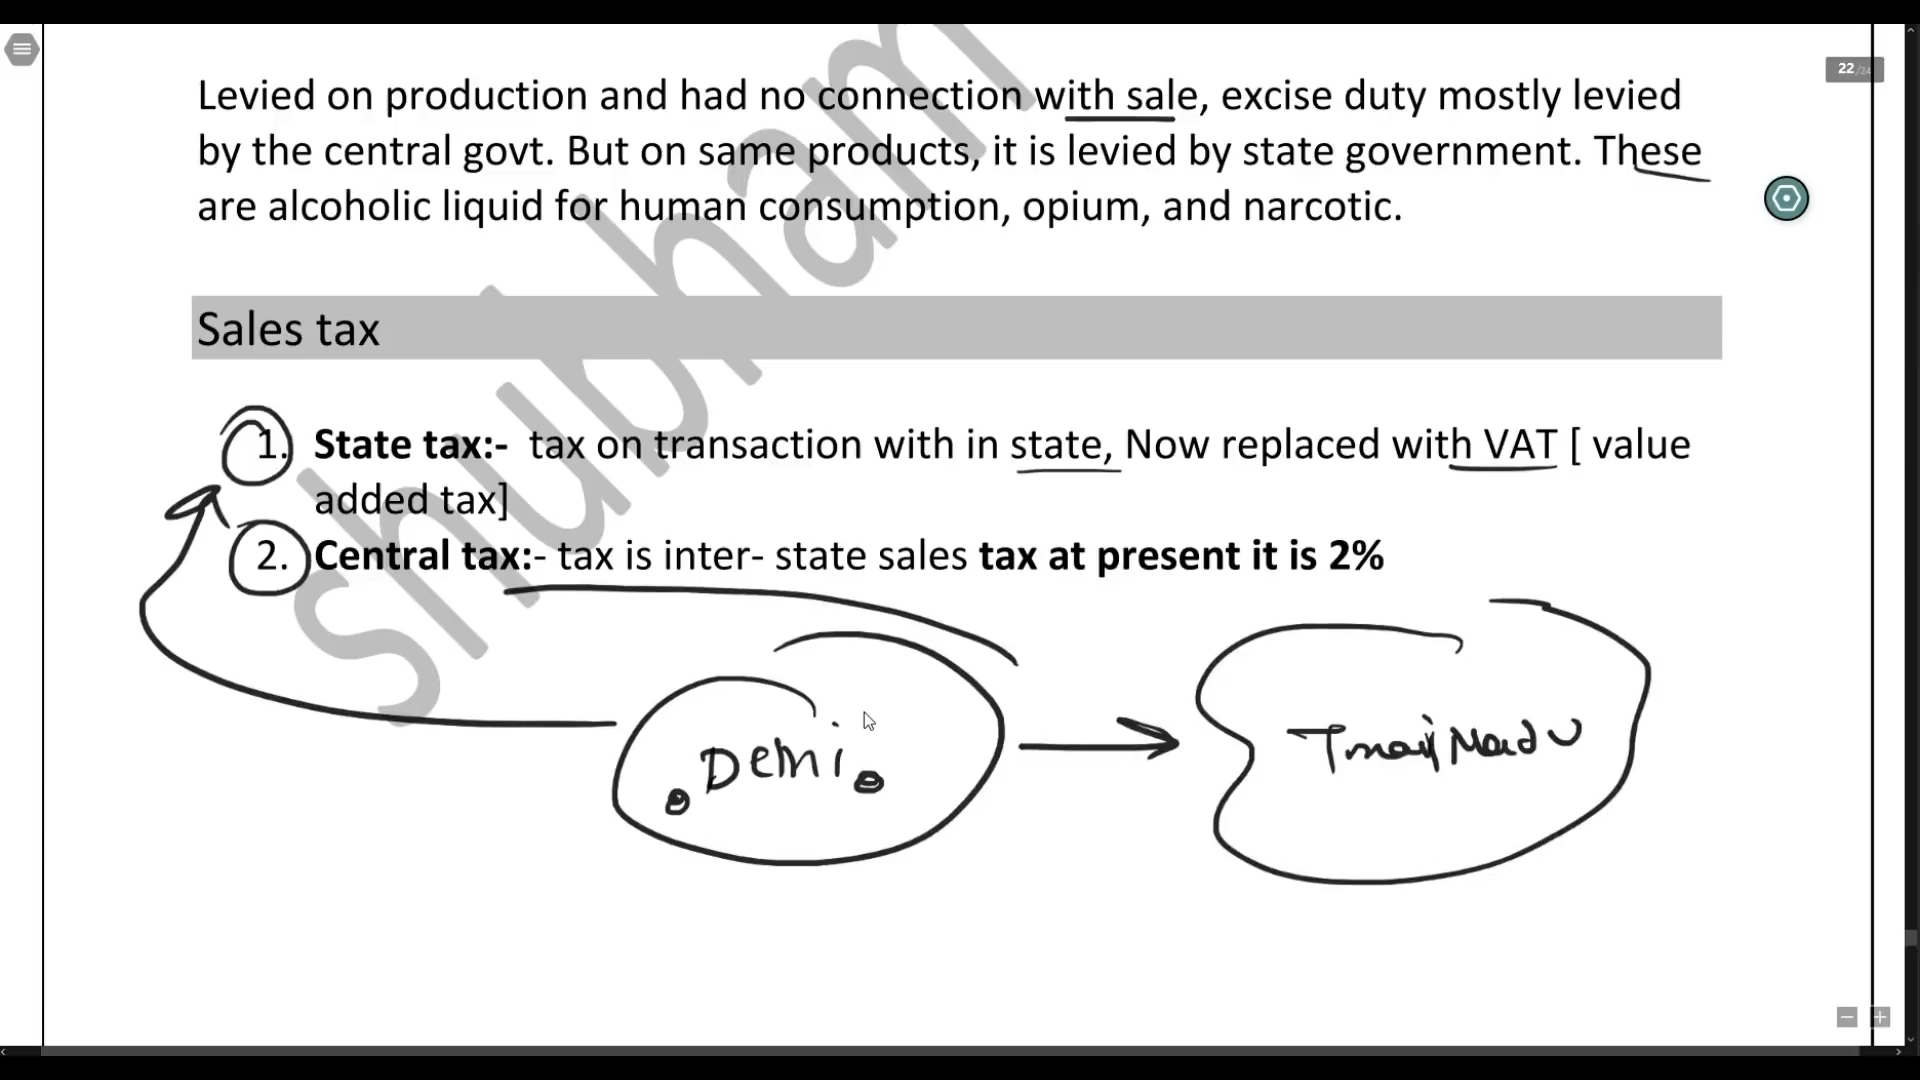 22/24
Levied on production and had no connection with sale, excise duty mostly levied
by the central govt. But on same products, it is levied by state government. These
are alcoholic liquid for human consumption, opium, and narcotic.
Sales tax
1. State tax:- tax on transaction with in state, Now replaced with VAT [ value
added tax]
2. Central tax:- tax is inter- state sales tax at present it is 2%
shubham